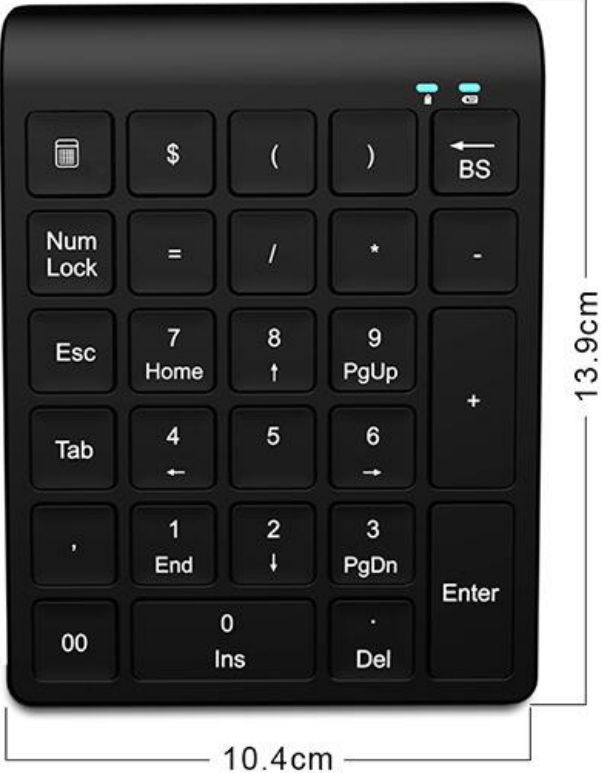 $
(
)
←
BS
Num
Lock
=
/
*
-
Esc
7
Home
8
↑
9
PgUp
+
Tab
4
←
5
6
→
,
1
End
2
↓
3
PgDn
Enter
00
0
Ins
.
Del
13.9cm
10.4cm